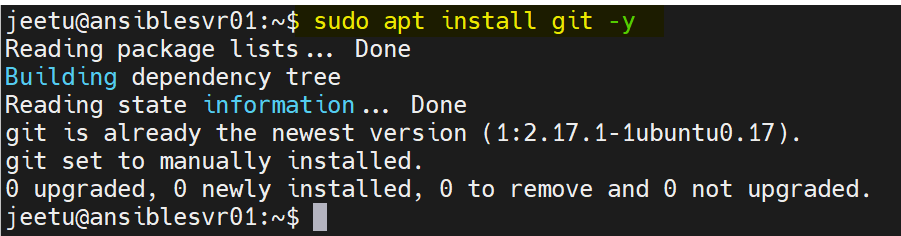 jeetu@ansiblesvr01:~$ sudo apt install git -y
Reading package lists... Done
Building dependency tree
Reading state information... Done
git is already the newest version (1:2.17.1-1ubuntu0.17).
git set to manually installed.
0 upgraded, 0 newly installed, 0 to remove and 0 not upgraded.
jeetu@ansiblesvr01:~$